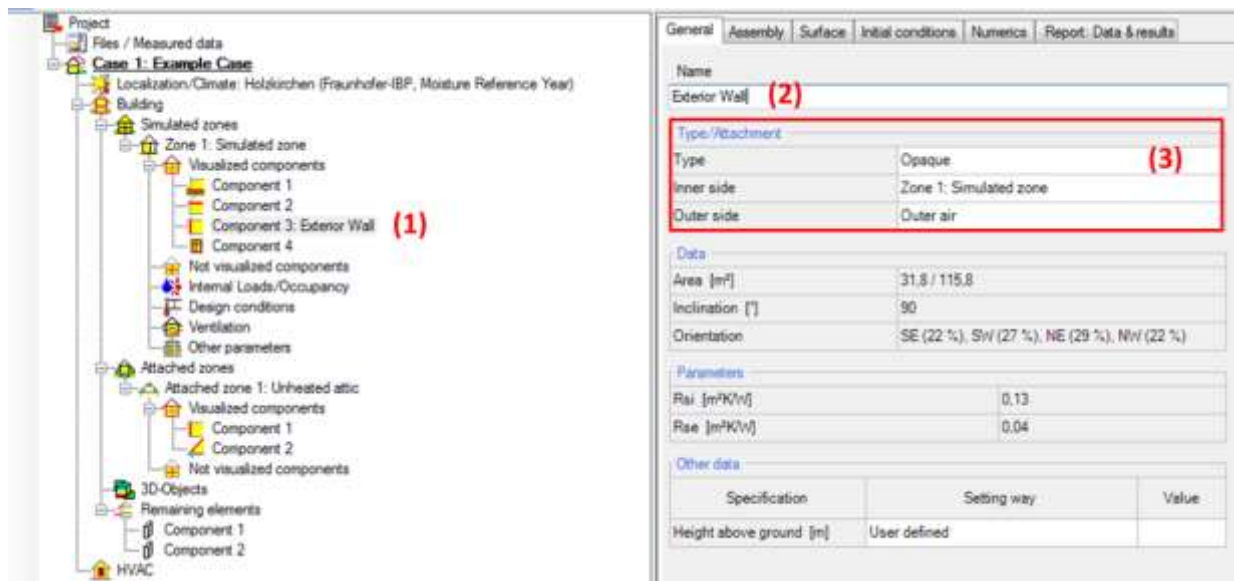 Project
Files / Measured data
Case 1: Example Case
Localization/Climate: Holzkirchen (Fraunhofer-IBP, Moisture Reference Year)
Building
Simulated zones
Zone 1: Simulated zone
Visualized components
Component 1
Component 2
Component 3: Exterior Wall (1)
Component 4
Not visualized components
Internal Loads/Occupancy
Design conditions
Ventilation
Other parameters
Attached zones
Attached zone 1: Unheated attic
Visualized components
Component 1
Component 2
Not visualized components
3D-Objects
Remaining elements
Component 1
Component 2
HVAC
General Assembly Surface Initial conditions Numerics Report: Data & results
Name
Exterior Wall (2)
Type/Attachment
Type Opaque (3)
Inner side Zone 1: Simulated zone
Outer side Outer air
Data
Area [m²] 31,8 / 115,8
Inclination [°] 90
Orientation SE (22 %), SW (27 %), NE (29 %), NW (22 %)
Parameters
Rsi [m²K/W] 0,13
Rse [m²K/W] 0,04
Other data
Specification Setting way Value
Height above ground [m] User defined